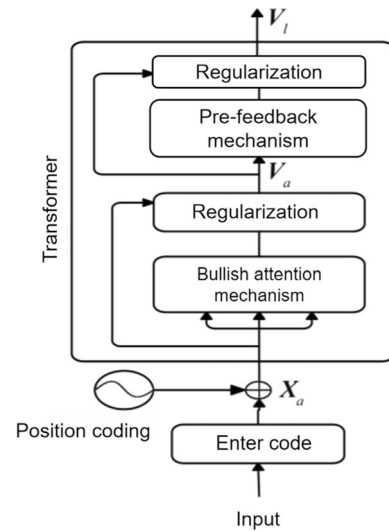 V_l
Regularization
Pre-feedback
mechanism
V_a
Regularization
Bullish attention
mechanism
Transformer
X_a
Position coding
Enter code
Input